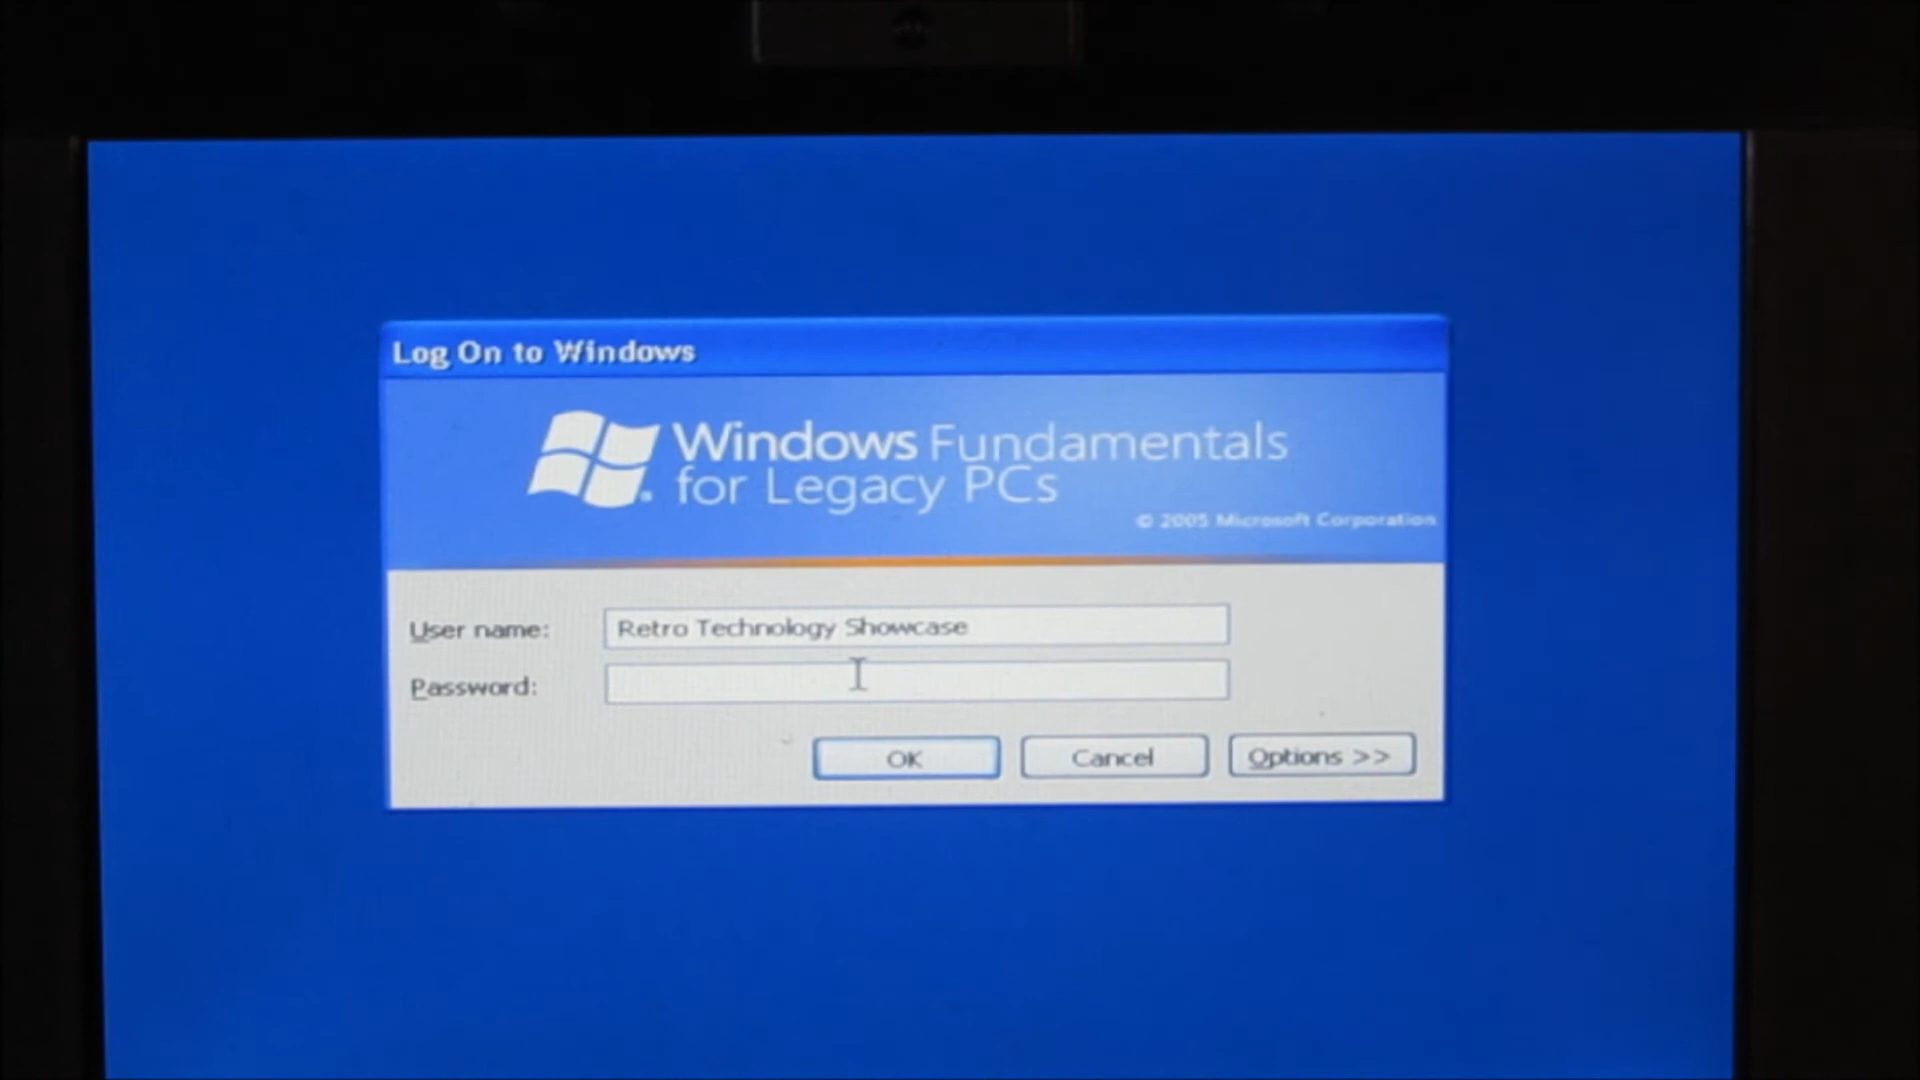 Log On to Windows
Windows Fundamentals
for Legacy PCs
© 2005 Microsoft Corporation
User name: Retro Technology Showcase
Password:
OK Cancel Options >>